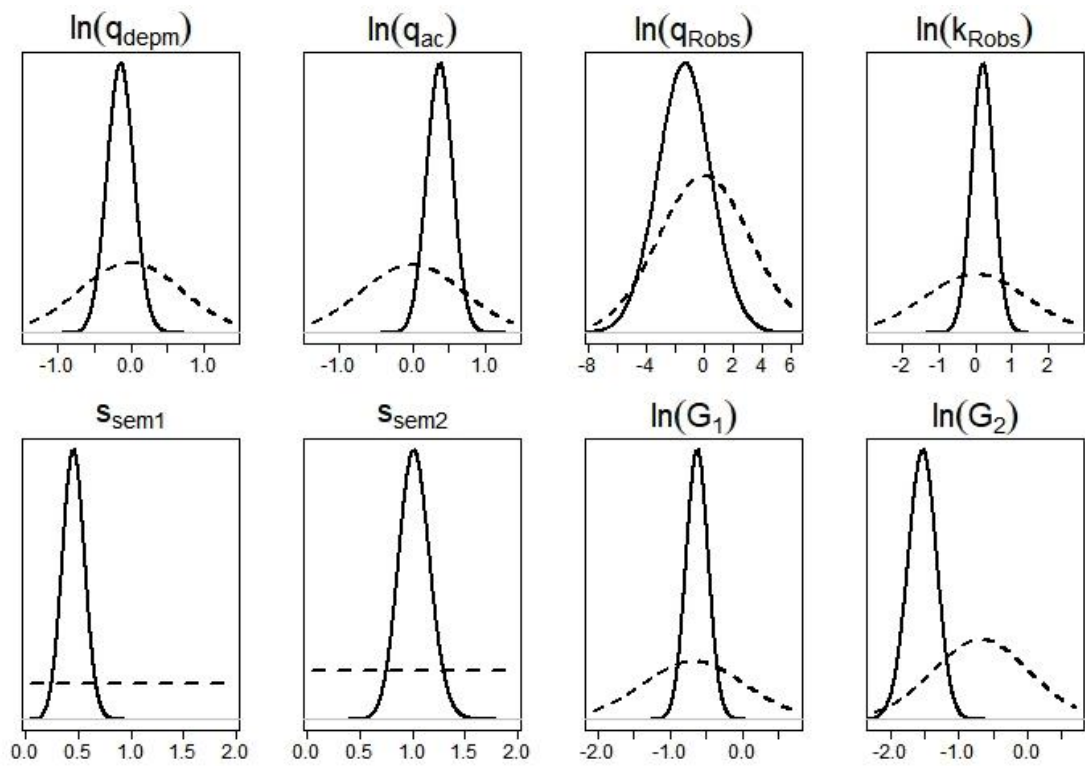 ln(q_depm) ln(q_ac) ln(q_Robs) ln(k_Robs)
-1.0 0.0 1.0 -1.0 0.0 1.0 -8 -4 0 2 4 6 -2 -1 0 1 2
s_sem1 s_sem2 ln(G_1) ln(G_2)
0.0 0.5 1.0 1.5 2.0 0.0 0.5 1.0 1.5 2.0 -2.0 -1.0 0.0 -2.0 -1.0 0.0